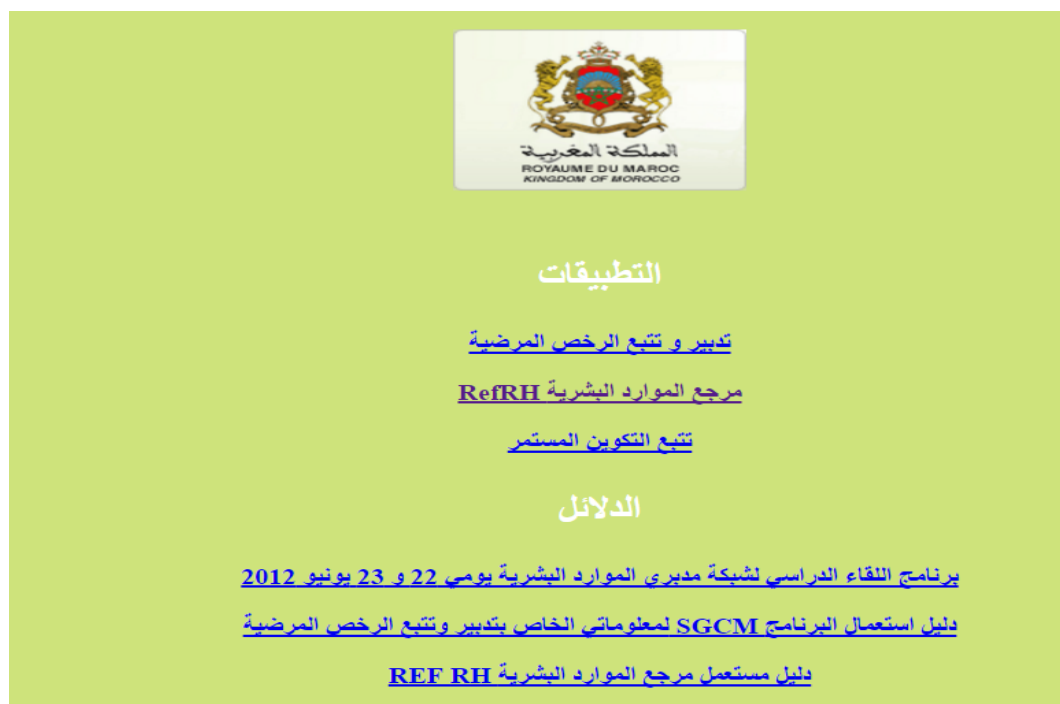 المملكة المغربية
ROYAUME DU MAROC
KINGDOM OF MOROCCO
التطبيقات
تدبير و تتبع الرخص المرضية
مرجع الموارد البشرية RefRH
تتبع التكوين المستمر
الدلائل
برنامج اللقاء الدراسي لشبكة مدبري الموارد البشرية يومي 22 و 23 يونيو 2012
دليل استعمال البرنامج SGCM لمعلوماتي الخاص بتدبير وتتبع الرخص المرضية
دليل مستعمل مرجع الموارد البشرية REF RH